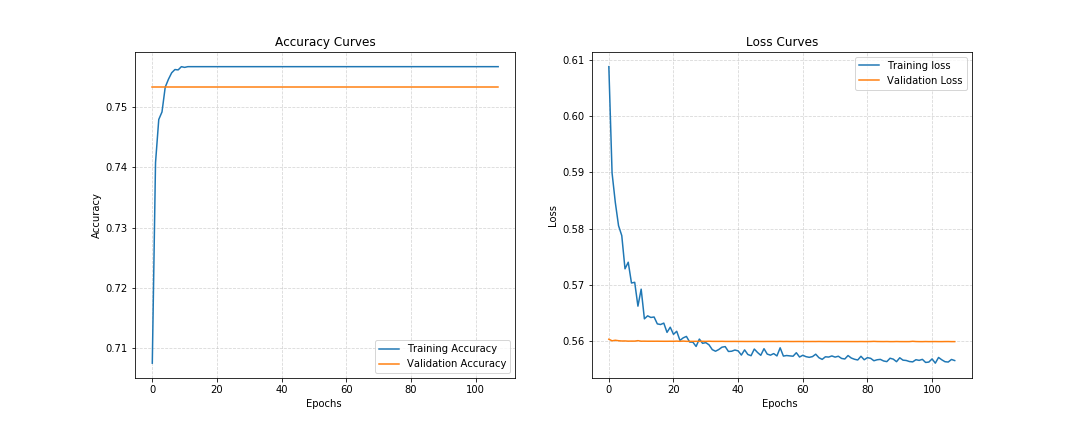 Accuracy Curves
0.75
0.74
0.73
0.72
0.71
Accuracy
Training Accuracy
Validation Accuracy
0 20 40 60 80 100
Epochs
Loss Curves
0.61
0.60
0.59
0.58
0.57
0.56
Loss
Training loss
Validation Loss
0 20 40 60 80 100
Epochs